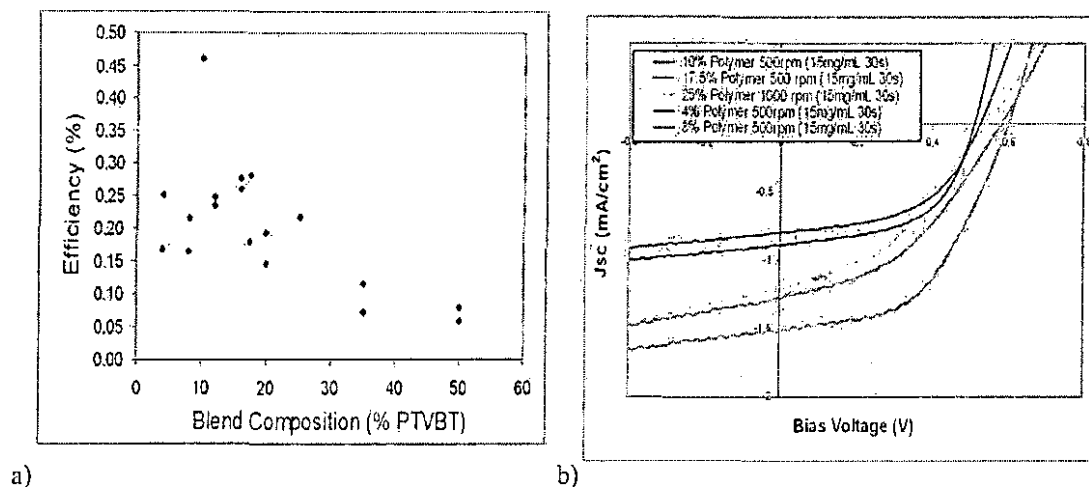 0.50
0.45
0.40
0.35
0.30
0.25
0.20
0.15
0.10
0.05
0.00
Efficiency (%)
0 10 20 30 40 50 60
Blend Composition (% PTVBT)
a)
10% Polymer 500rpm (15mg/mL 30s)
17.5% Polymer 500 rpm (15mg/mL 30s)
25% Polymer 1000 rpm (15mg/mL 30s)
4% Polymer 500rpm (15mg/mL 30s)
8% Polymer 500rpm (15mg/mL 30s)
Jsc (mA/cm²)
0.4 0.6 0.8
-0.5
Bias Voltage (V)
b)